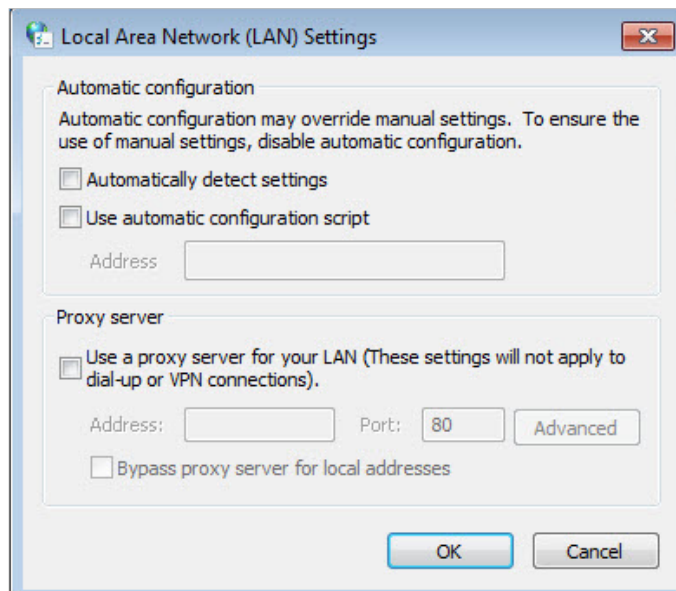 Local Area Network (LAN) Settings
Automatic configuration
Automatic configuration may override manual settings. To ensure the
use of manual settings, disable automatic configuration.
Automatically detect settings
Use automatic configuration script
Address
Proxy server
Use a proxy server for your LAN (These settings will not apply to
dial-up or VPN connections).
Address: Port: 80 Advanced
Bypass proxy server for local addresses
OK Cancel